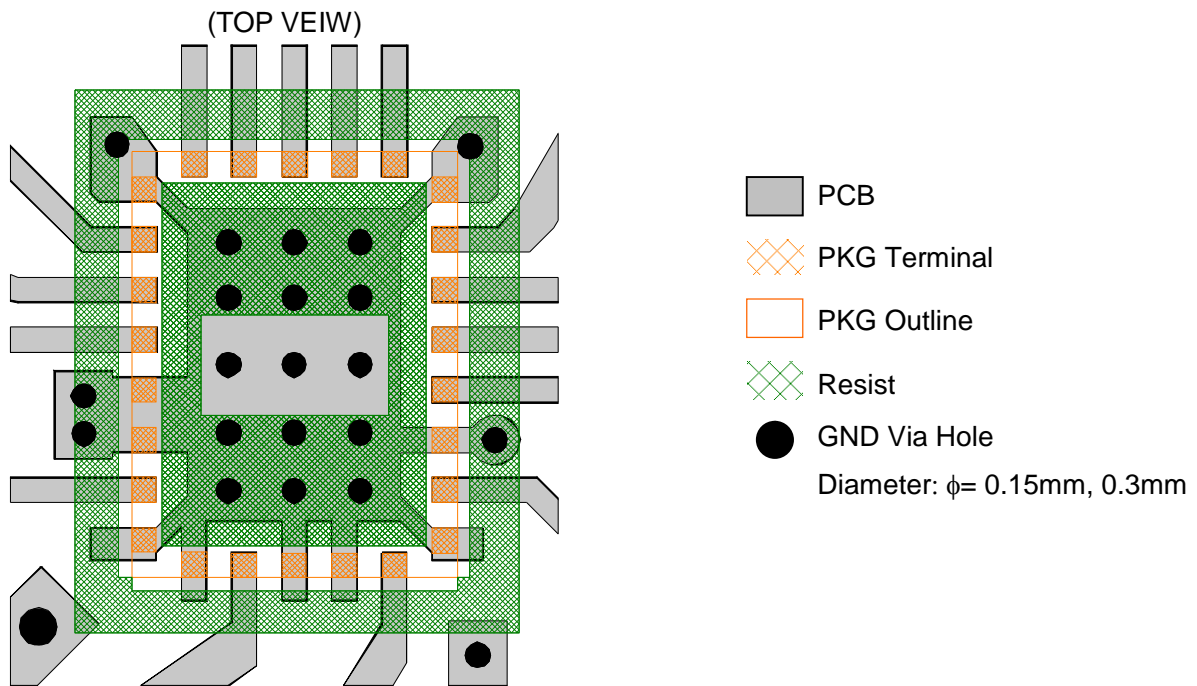 (TOP VEIW)
PCB
PKG Terminal
PKG Outline
Resist
GND Via Hole
Diameter: ϕ= 0.15mm, 0.3mm